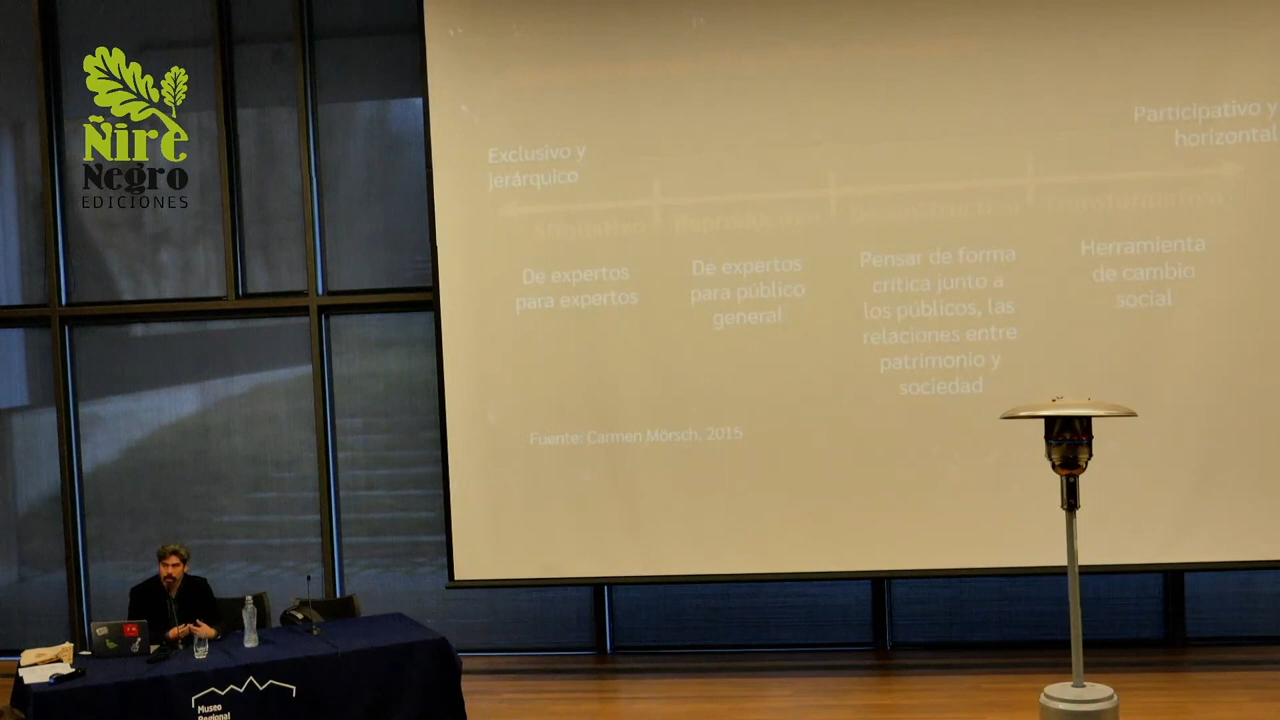 Ñire
Negro
EDICIONES
Participativo y
horizontal
Exclusivo y
Jerárquico
De expertos
para expertos
De expertos
para público
general
Pensar de forma
crítica junto a
los públicos, las
relaciones entre
patrimonio y
sociedad
Herramienta
de cambio
social
Fuente: Carmen Mörsch, 2015
Museo
Regional